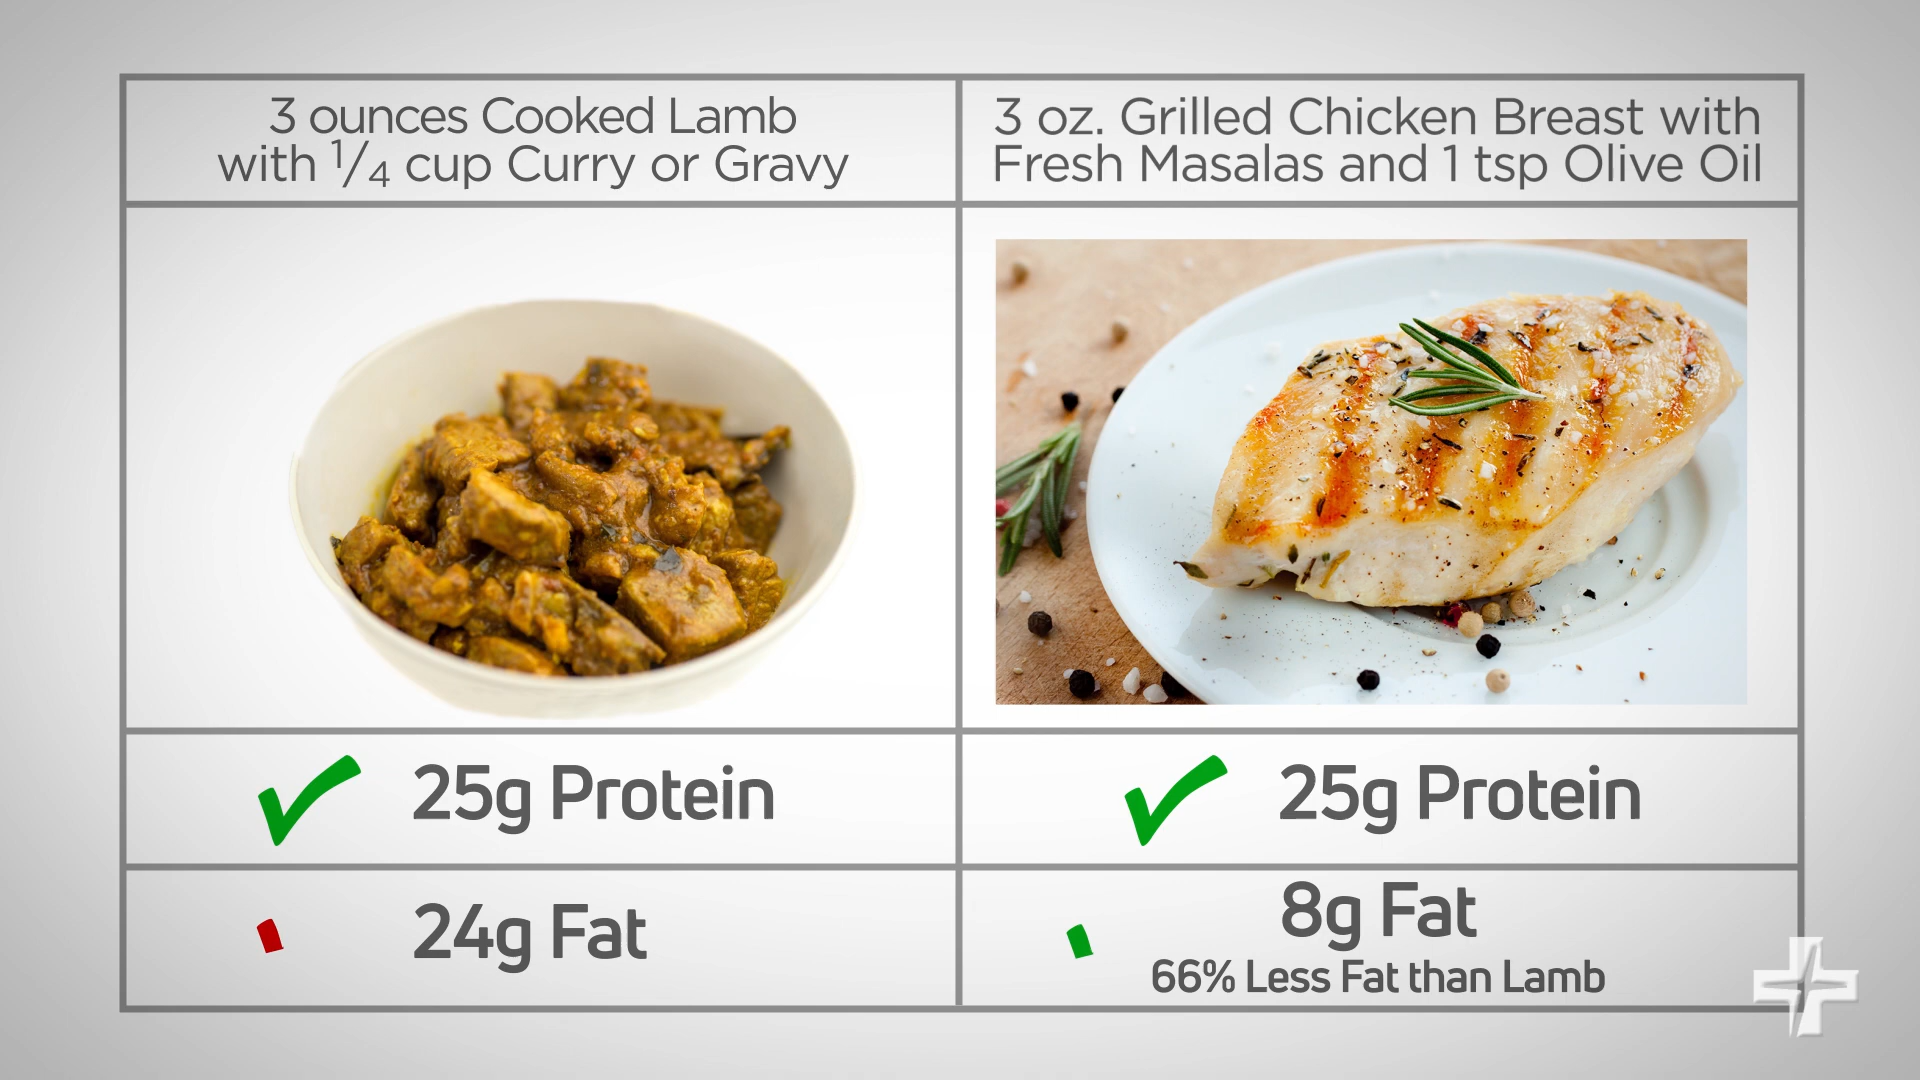 3 ounces Cooked Lamb
with 1/4 cup Curry or Gravy
3 oz. Grilled Chicken Breast with
Fresh Masalas and 1 tsp Olive Oil
25g Protein
25g Protein
24g Fat
8g Fat
66% Less Fat than Lamb